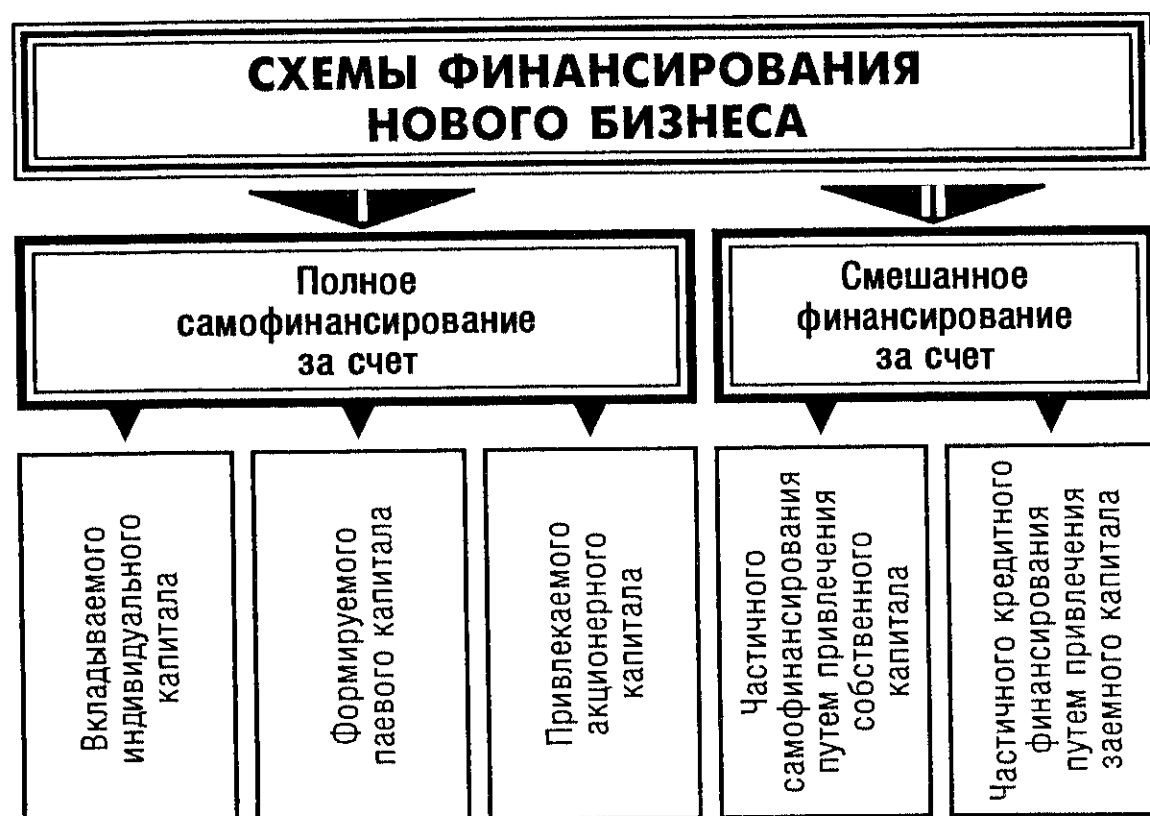 СХЕМЫ ФИНАНСИРОВАНИЯ
НОВОГО БИЗНЕСА
Полное
самофинансирование
за счет
Смешанное
финансирование
за счет
Вкладываемого
индивидуального
капитала
Формируемого
паевого капитала
Привлекаемого
акционерного
капитала
Частичного
самофинансирования
путем привлечения
собственного
капитала
Частичного кредитного
финансирования
путем привлечения
заемного капитала